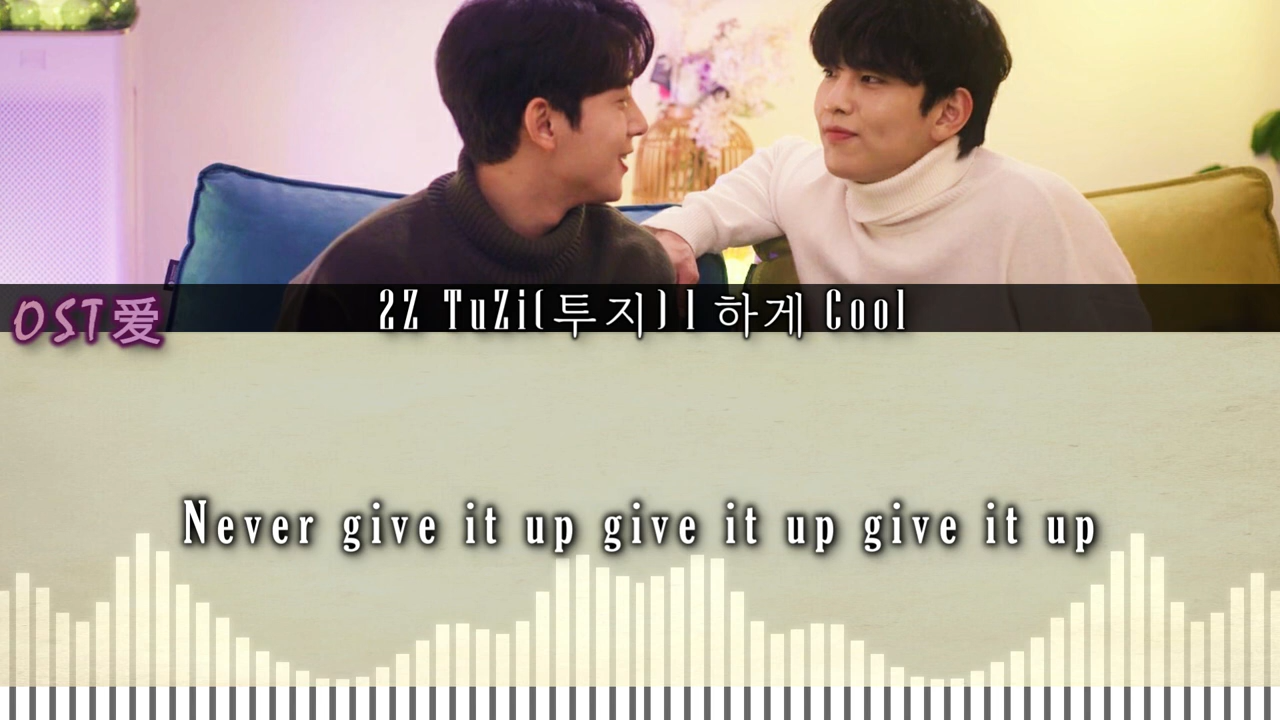 2Z TuZi(투지) l 하게 Cool
OST爱
Never give it up give it up give it up